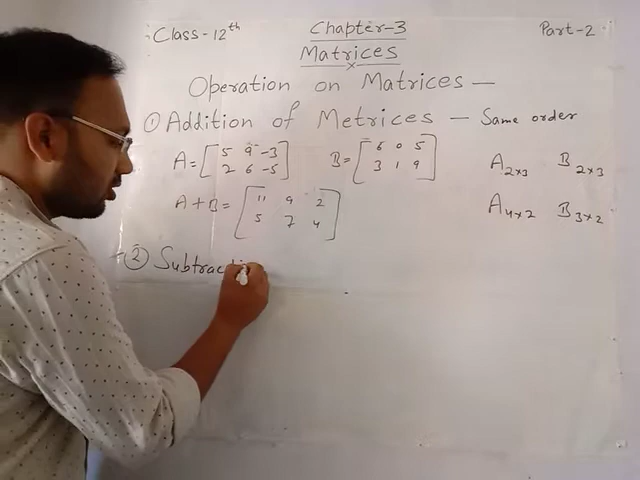 Class-12th Chapter-3 Part-2
Matrices
Operation on Matrices —
① Addition of Metrices — Same order
A = [ 5 9 -3 B = [ 6 0 5 A2×3 B2×3
2 6 -5 ] 3 1 9 ]
A + B = [ 11 9 2 A4×2 B3×2
5 7 4 ]
② Subtracti